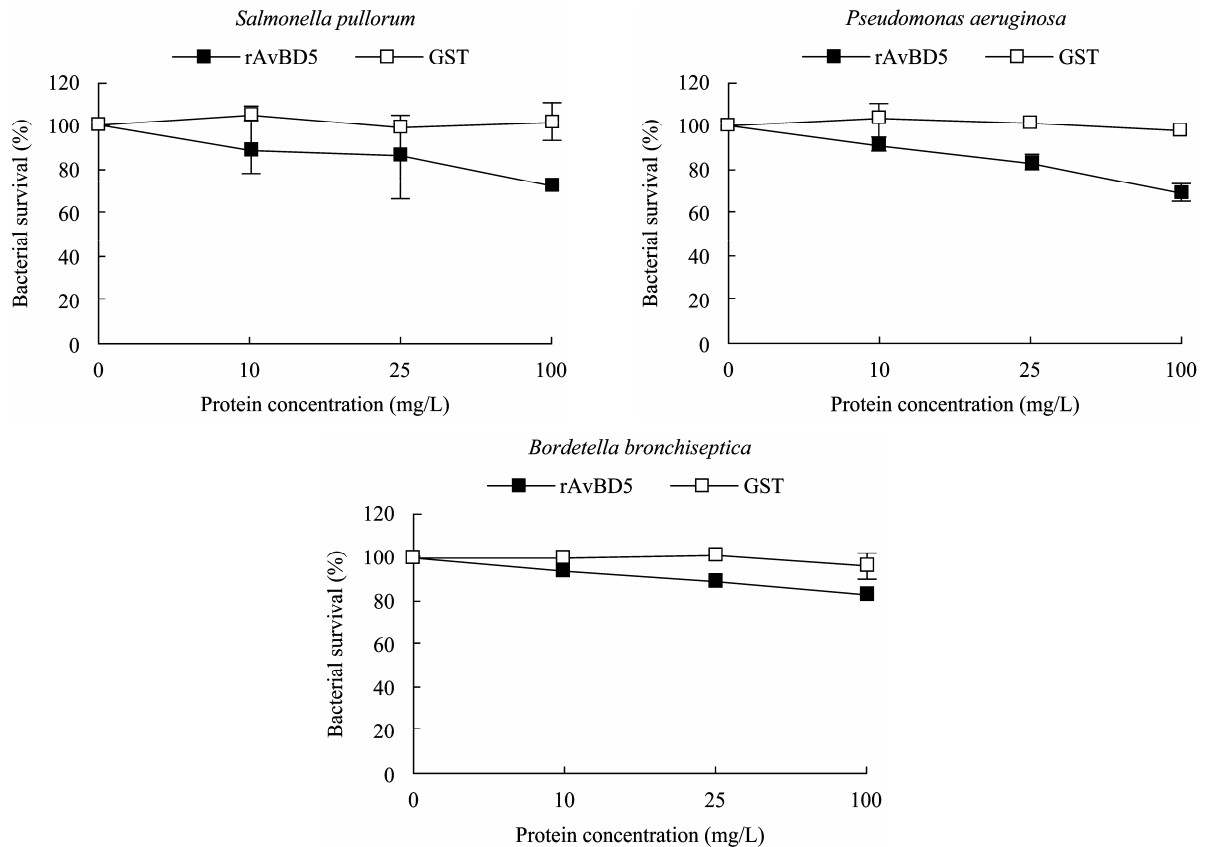 Salmonella pullorum
rAvBD5 GST
120
100
80
60
40
20
0
Bacterial survival (%)
0 10 25 100
Protein concentration (mg/L)
Pseudomonas aeruginosa
rAvBD5 GST
120
100
80
60
40
20
0
Bacterial survival (%)
0 10 25 100
Protein concentration (mg/L)
Bordetella bronchiseptica
rAvBD5 GST
120
100
80
60
40
20
0
Bacterial survival (%)
0 10 25 100
Protein concentration (mg/L)